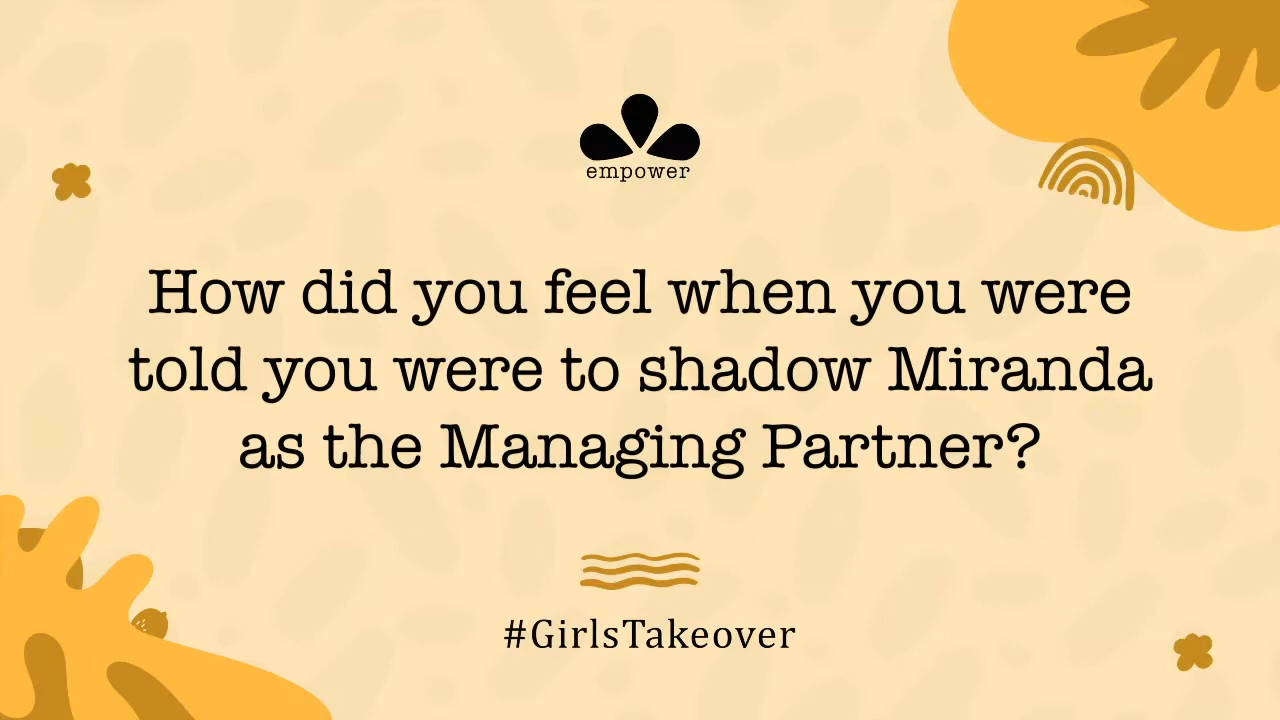 empower
How did you feel when you were
told you were to shadow Miranda
as the Managing Partner?
#GirlsTakeover